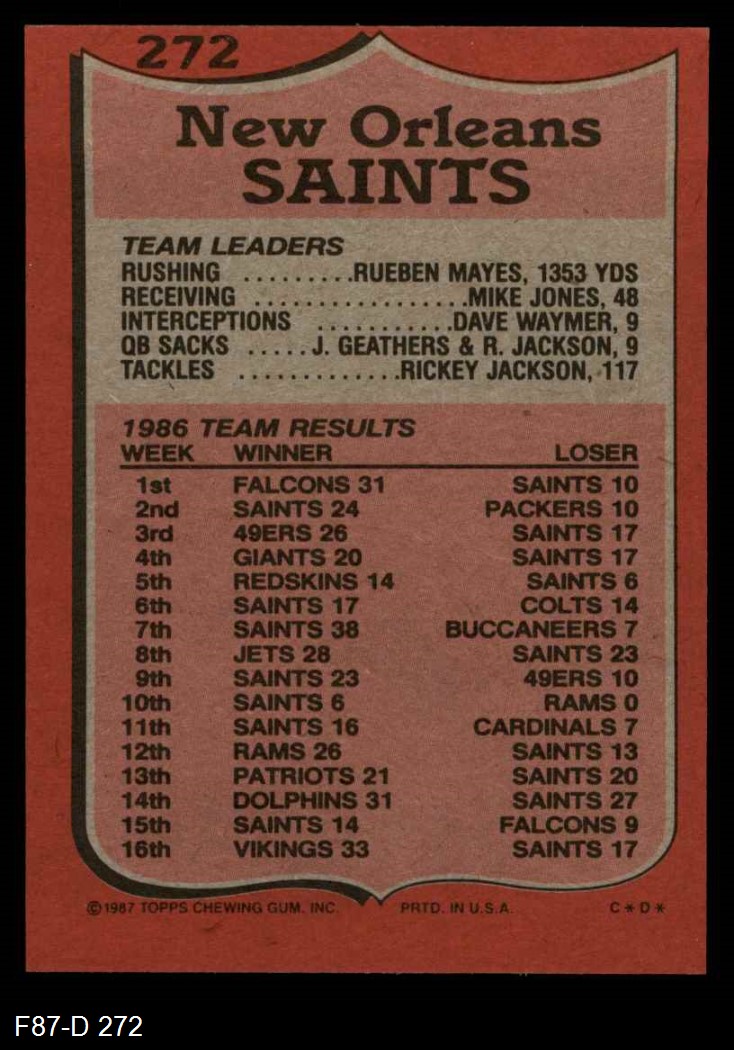 272
New Orleans
SAINTS
TEAM LEADERS
RUSHING .........RUEBEN MAYES, 1353 YDS
RECEIVING ..................MIKE JONES, 48
INTERCEPTIONS ...........DAVE WAYMER, 9
QB SACKS .....J. GEATHERS & R. JACKSON, 9
TACKLES .............RICKEY JACKSON, 117
1986 TEAM RESULTS
WEEK WINNER LOSER
1st FALCONS 31 SAINTS 10
2nd SAINTS 24 PACKERS 10
3rd 49ERS 26 SAINTS 17
4th GIANTS 20 SAINTS 17
5th REDSKINS 14 SAINTS 6
6th SAINTS 17 COLTS 14
7th SAINTS 38 BUCCANEERS 7
8th JETS 28 SAINTS 23
9th SAINTS 23 49ERS 10
10th SAINTS 6 RAMS 0
11th SAINTS 16 CARDINALS 7
12th RAMS 26 SAINTS 13
13th PATRIOTS 21 SAINTS 20
14th DOLPHINS 31 SAINTS 27
15th SAINTS 14 FALCONS 9
16th VIKINGS 33 SAINTS 17
©1987 TOPPS CHEWING GUM, INC. PRTD. IN U.S.A. C*D*
F87-D 272